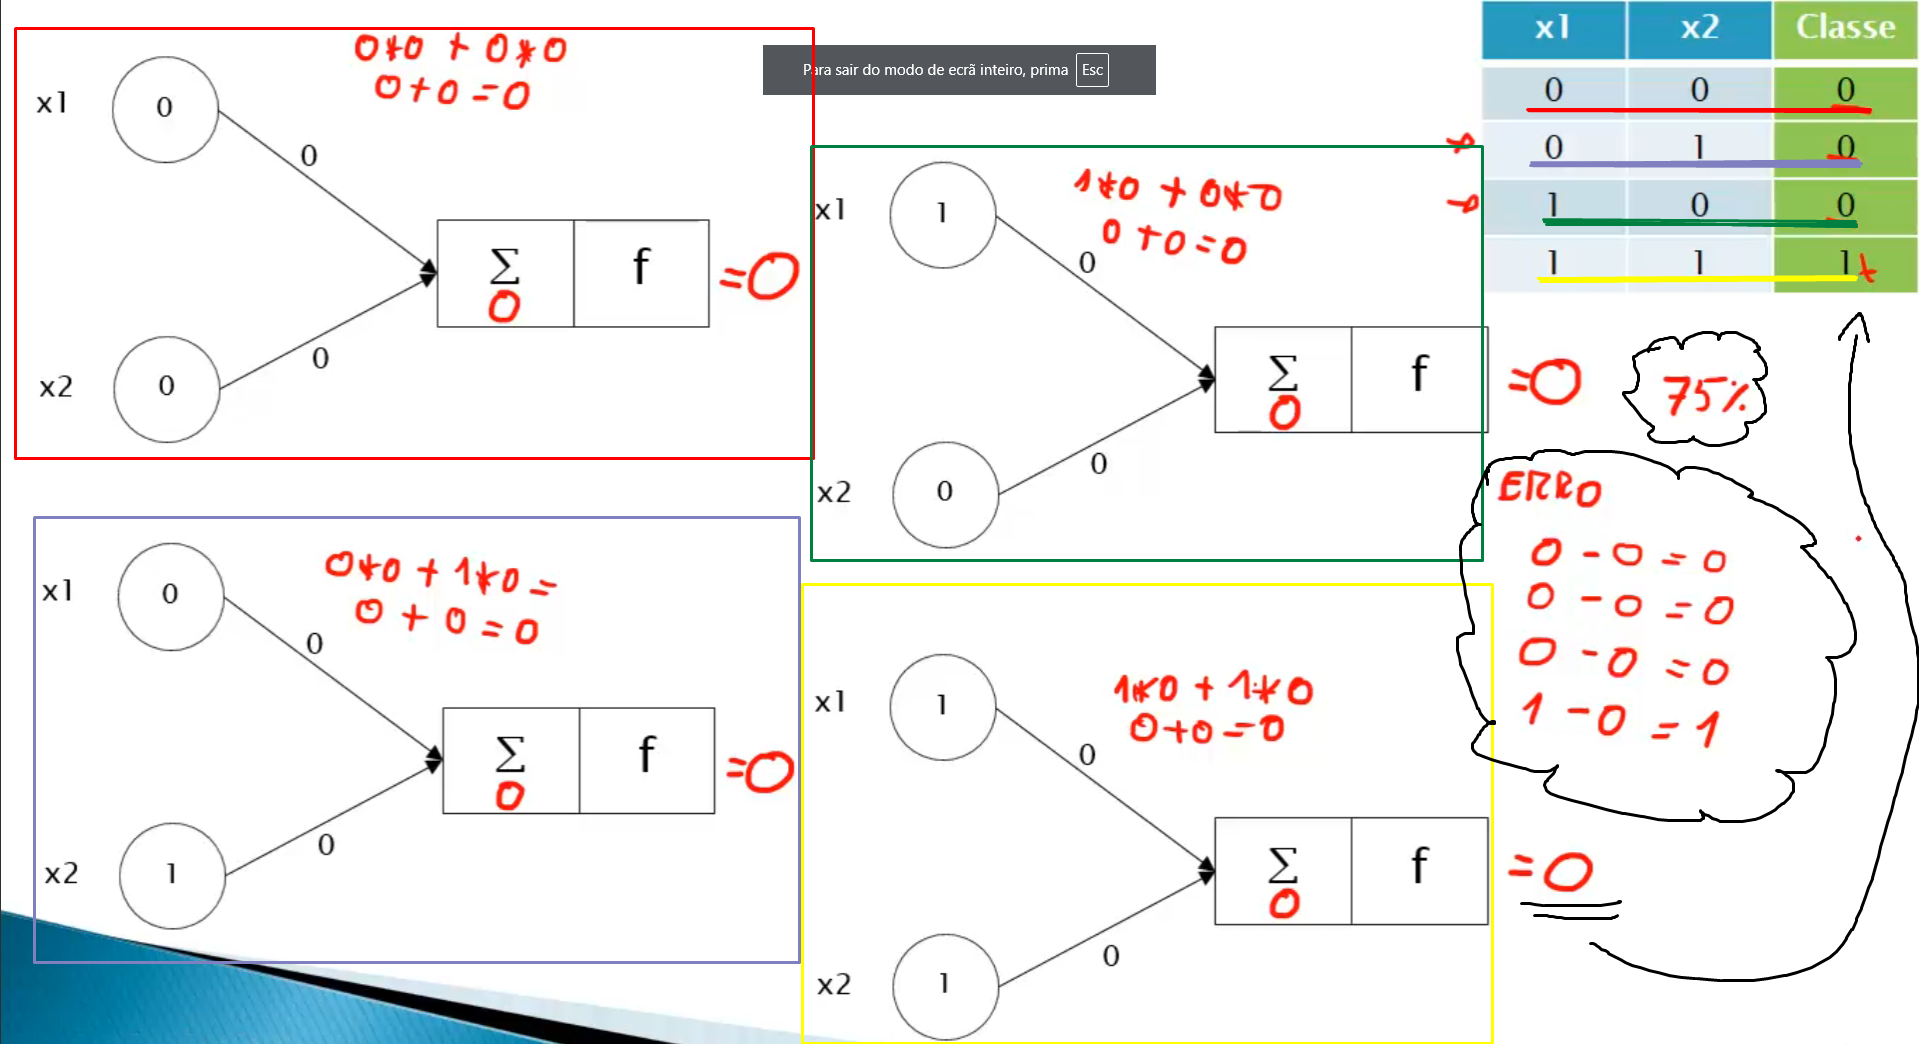 0*0 + 0*0
0+0=0
x1
0
0
Σ
f
0
=0
0
x2
0
Para sair do modo de ecrã inteiro, prima Esc
x1
1
1*0 + 0*0
0+0=0
0
Σ
f
0
=0
0
x2
0
x1 x2 Classe
0 0 0
0 1 0
1 0 0
1 1 1
75%
ERRO
0-0=0
0-0=0
0-0=0
1-0=1
x1
0
0*0 + 1*0=
0+0=0
0
Σ
f
0
=0
0
x2
1
x1
1
1*0 + 1*0
0+0=0
0
Σ
f
0
=0
0
x2
1